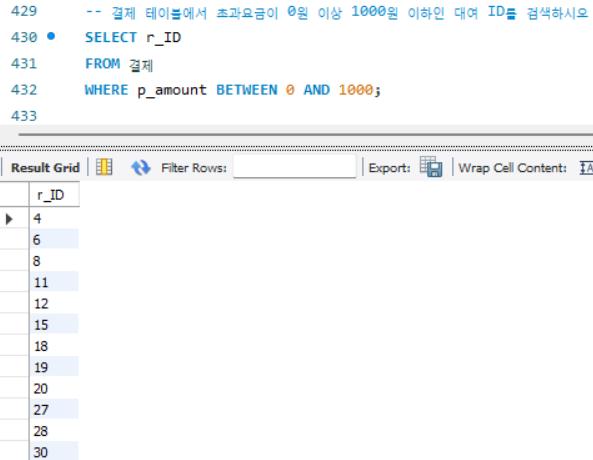 429 -- 결제 테이블에서 초과요금이 0원 이상 1000원 이하인 대여 ID를 검색하시오
430 SELECT r_ID
431 FROM 결제
432 WHERE p_amount BETWEEN 0 AND 1000;
433
Result Grid Filter Rows: Export: Wrap Cell Content:
r_ID
4
6
8
11
12
15
18
19
20
27
28
30